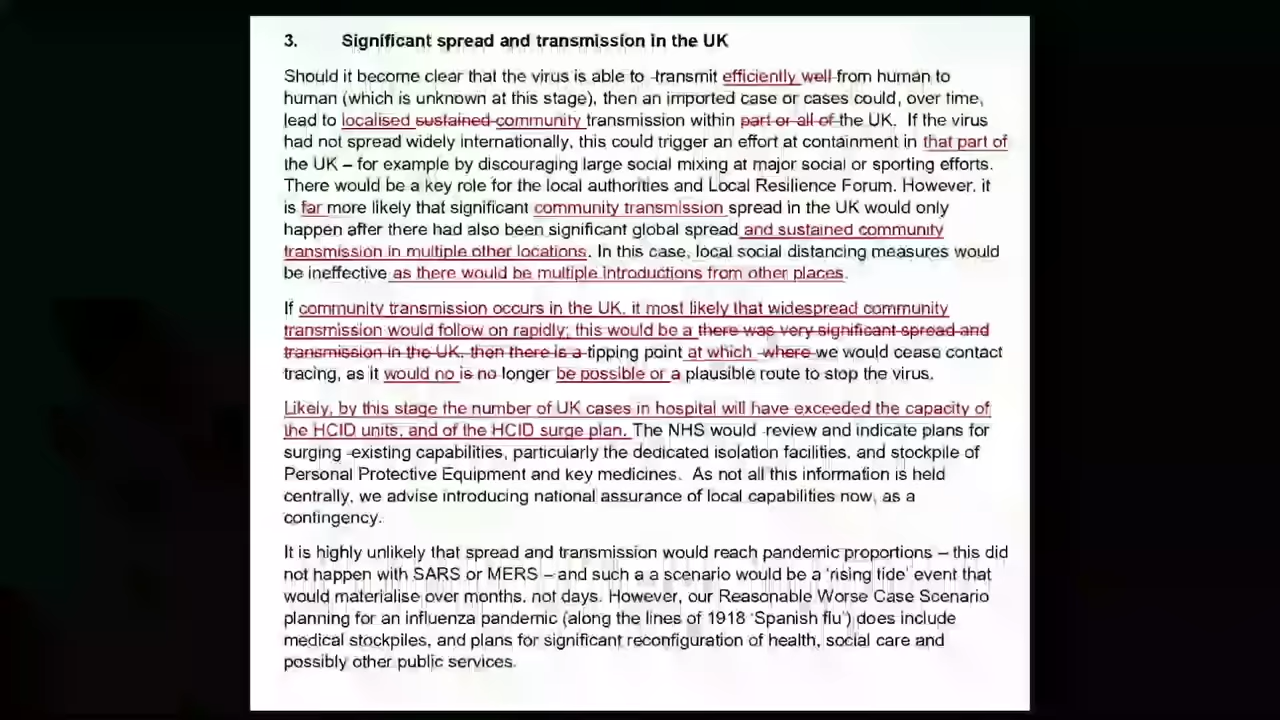 3. Significant spread and transmission in the UK
Should it become clear that the virus is able to -transmit efficiently well from human to
human (which is unknown at this stage), then an imported case or cases could, over time,
lead to localised sustained community transmission within part or all of the UK. If the virus
had not spread widely internationally, this could trigger an effort at containment in that part of
the UK – for example by discouraging large social mixing at major social or sporting efforts.
There would be a key role for the local authorities and Local Resilience Forum. However, it
is far more likely that significant community transmission spread in the UK would only
happen after there had also been significant global spread and sustained community
transmission in multiple other locations. In this case, local social distancing measures would
be ineffective as there would be multiple introductions from other places.
If community transmission occurs in the UK, it most likely that widespread community
transmission would follow on rapidly; this would be a there was very significant spread and
transmission in the UK, then there is a tipping point at which -where we would cease contact
tracing, as it would no is no longer be possible or a plausible route to stop the virus.
Likely, by this stage the number of UK cases in hospital will have exceeded the capacity of
the HCID units, and of the HCID surge plan. The NHS would -review and indicate plans for
surging -existing capabilities, particularly the dedicated isolation facilities, and stockpile of
Personal Protective Equipment and key medicines. As not all this information is held
centrally, we advise introducing national assurance of local capabilities now, as a
contingency.
It is highly unlikely that spread and transmission would reach pandemic proportions – this did
not happen with SARS or MERS – and such a a scenario would be a 'rising tide' event that
would materialise over months, not days. However, our Reasonable Worse Case Scenario
planning for an influenza pandemic (along the lines of 1918 'Spanish flu') does include
medical stockpiles, and plans for significant reconfiguration of health, social care and
possibly other public services.